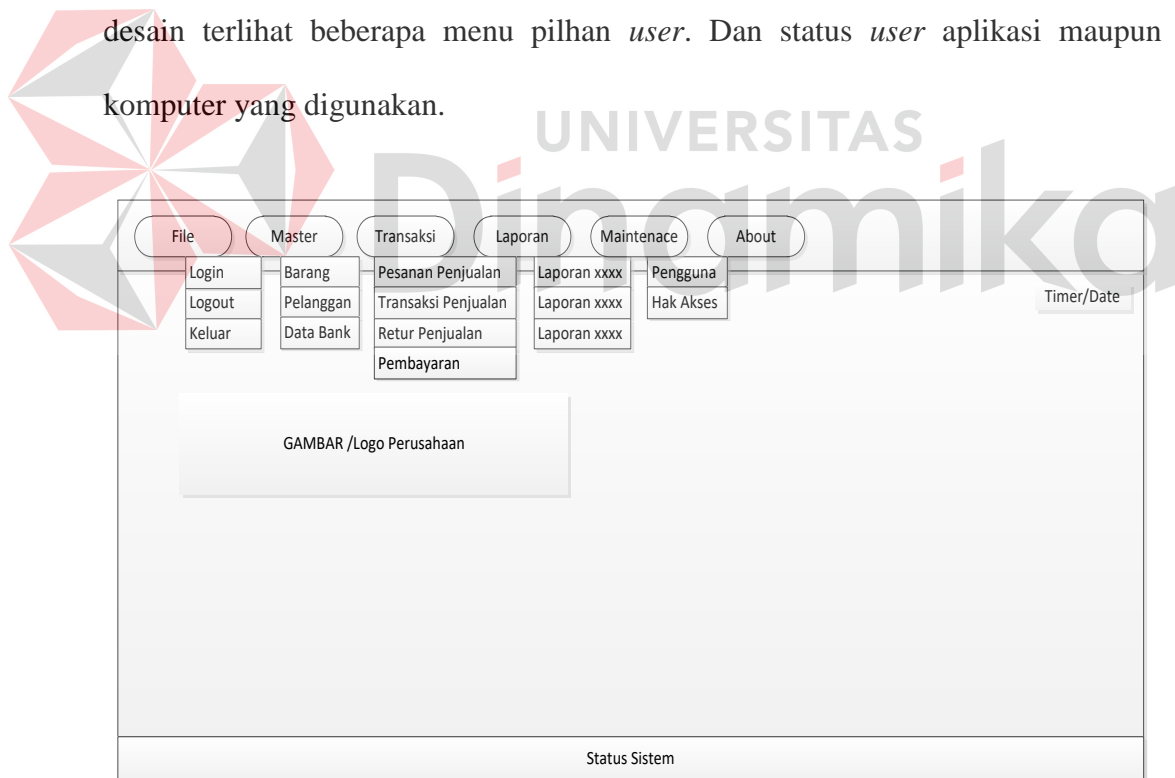 desain terlihat beberapa menu pilhan user. Dan status user aplikasi maupun
komputer yang digunakan.
UNIVERSITAS
Dinamika
File Master Transaksi Laporan Maintenace About
Login Barang Pesanan Penjualan Laporan xxxx Pengguna
Logout Pelanggan Transaksi Penjualan Laporan xxxx Hak Akses Timer/Date
Keluar Data Bank Retur Penjualan Laporan xxxx
Pembayaran
GAMBAR /Logo Perusahaan
Status Sistem